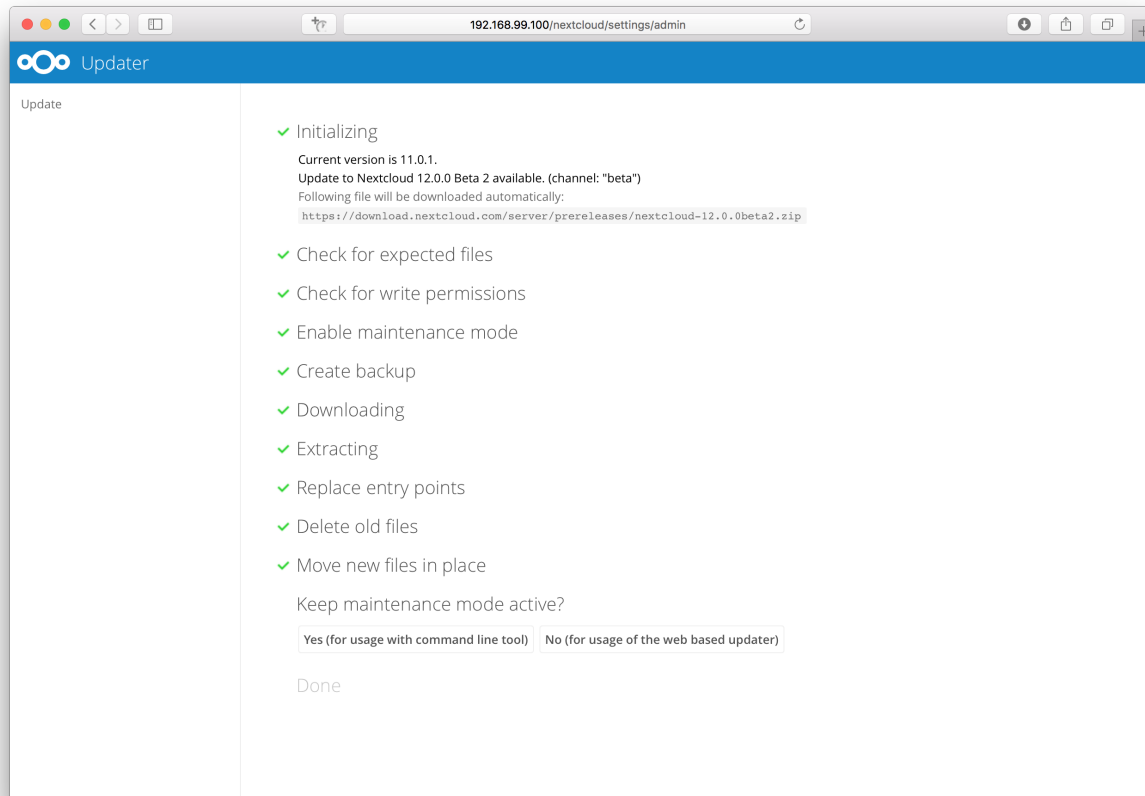 192.168.99.100/nextcloud/settings/admin
Updater
Update
Initializing
Current version is 11.0.1.
Update to Nextcloud 12.0.0 Beta 2 available. (channel: "beta")
Following file will be downloaded automatically:
https://download.nextcloud.com/server/prereleases/nextcloud-12.0.0beta2.zip
Check for expected files
Check for write permissions
Enable maintenance mode
Create backup
Downloading
Extracting
Replace entry points
Delete old files
Move new files in place
Keep maintenance mode active?
Yes (for usage with command line tool) No (for usage of the web based updater)
Done